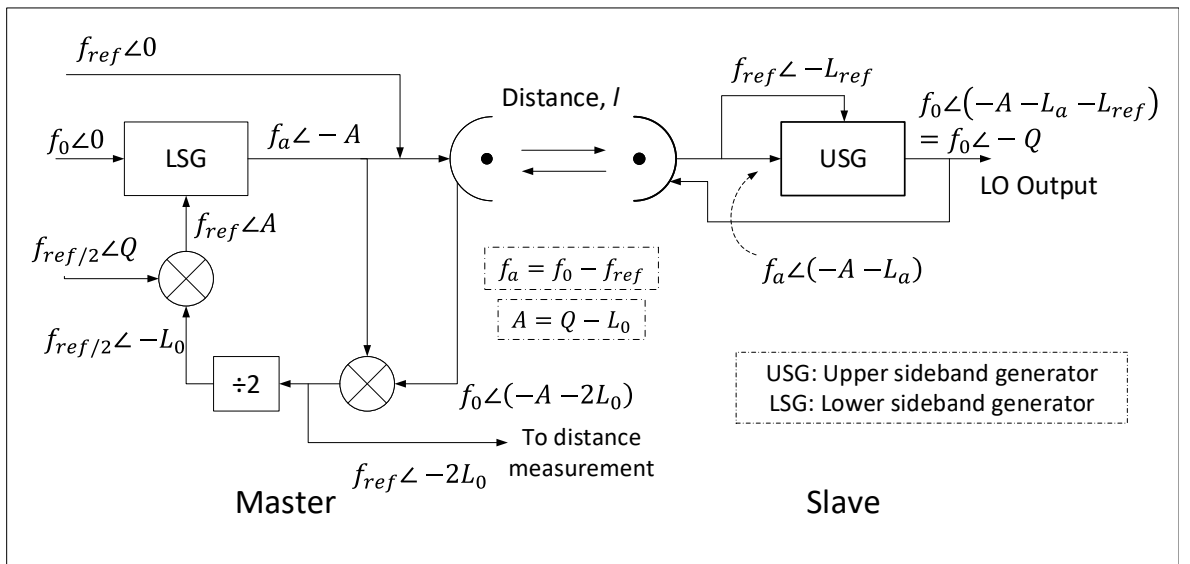 f_ref∠0
f_ref∠ −L_ref
Distance, l
f_0∠(−A −L_a −L_ref)
= f_0∠ − Q
f_0∠0
LSG
f_a∠ − A
USG
LO Output
f_ref∠A
f_ref/2∠Q
f_a = f_0 − f_ref
f_a∠(−A −L_a)
A = Q − L_0
f_ref/2∠ −L_0
÷2
f_0∠(−A −2L_0)
USG: Upper sideband generator
LSG: Lower sideband generator
To distance
measurement
f_ref∠ −2L_0
Master
Slave